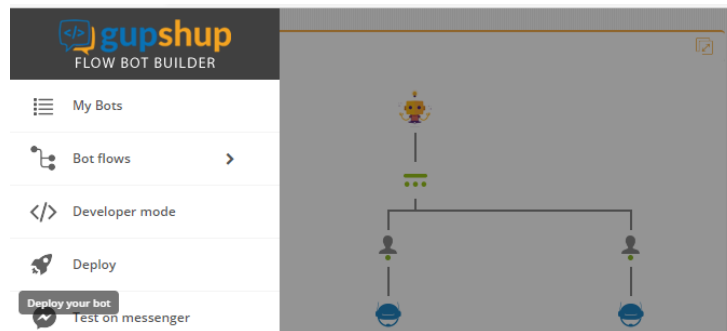 </> gupshup
FLOW BOT BUILDER
My Bots
Bot flows
</> Developer mode
Deploy
Deploy your bot
Test on messenger